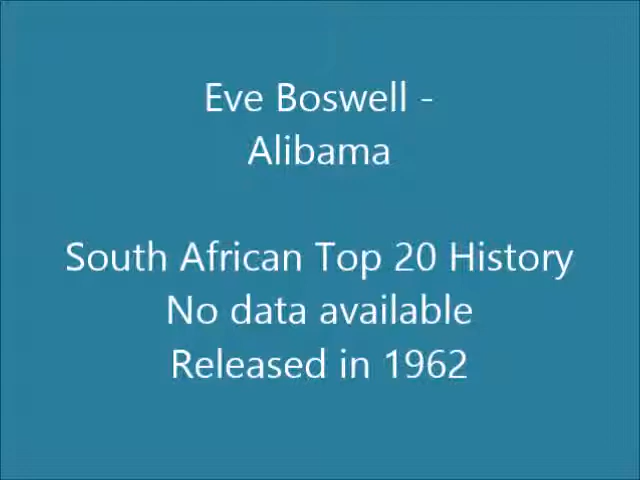 Eve Boswell -
Alibama
South African Top 20 History
No data available
Released in 1962